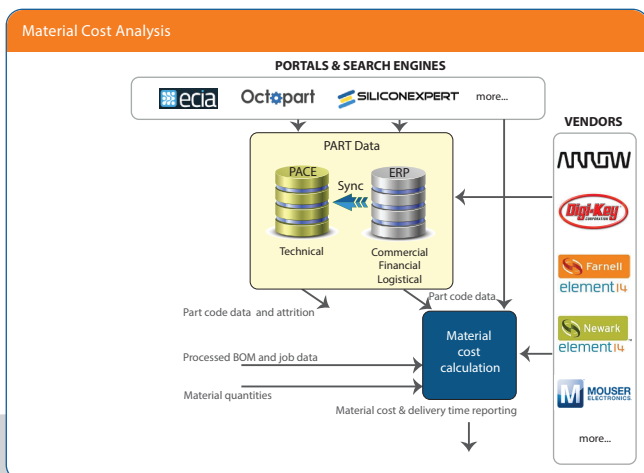 Material Cost Analysis
PORTALS & SEARCH ENGINES
ecia
Octopart
SILICONEXPERT
more...
VENDORS
PART Data
ARROW
PACE
ERP
Sync
Digi-Key
CORPORATION
Technical
Commercial
Financial
Logistical
Farnell
element14
Part code data
Part code data and attrition
Material
cost
calculation
Newark
element14
Processed BOM and job data
Material quantities
M MOUSER
ELECTRONICS
Material cost & delivery time reporting
more...